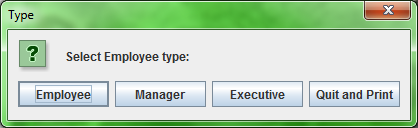 Type
?
Select Employee type:
Employee Manager Executive Quit and Print